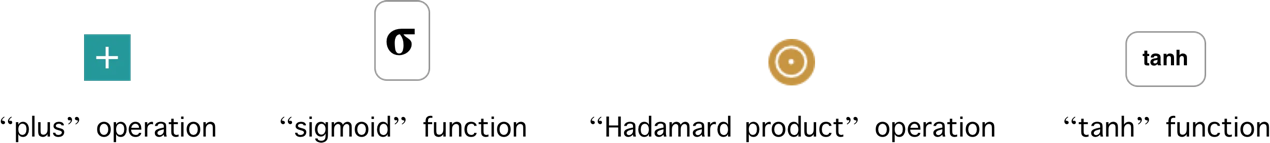 + σ tanh
“plus” operation “sigmoid” function “Hadamard product” operation “tanh” function